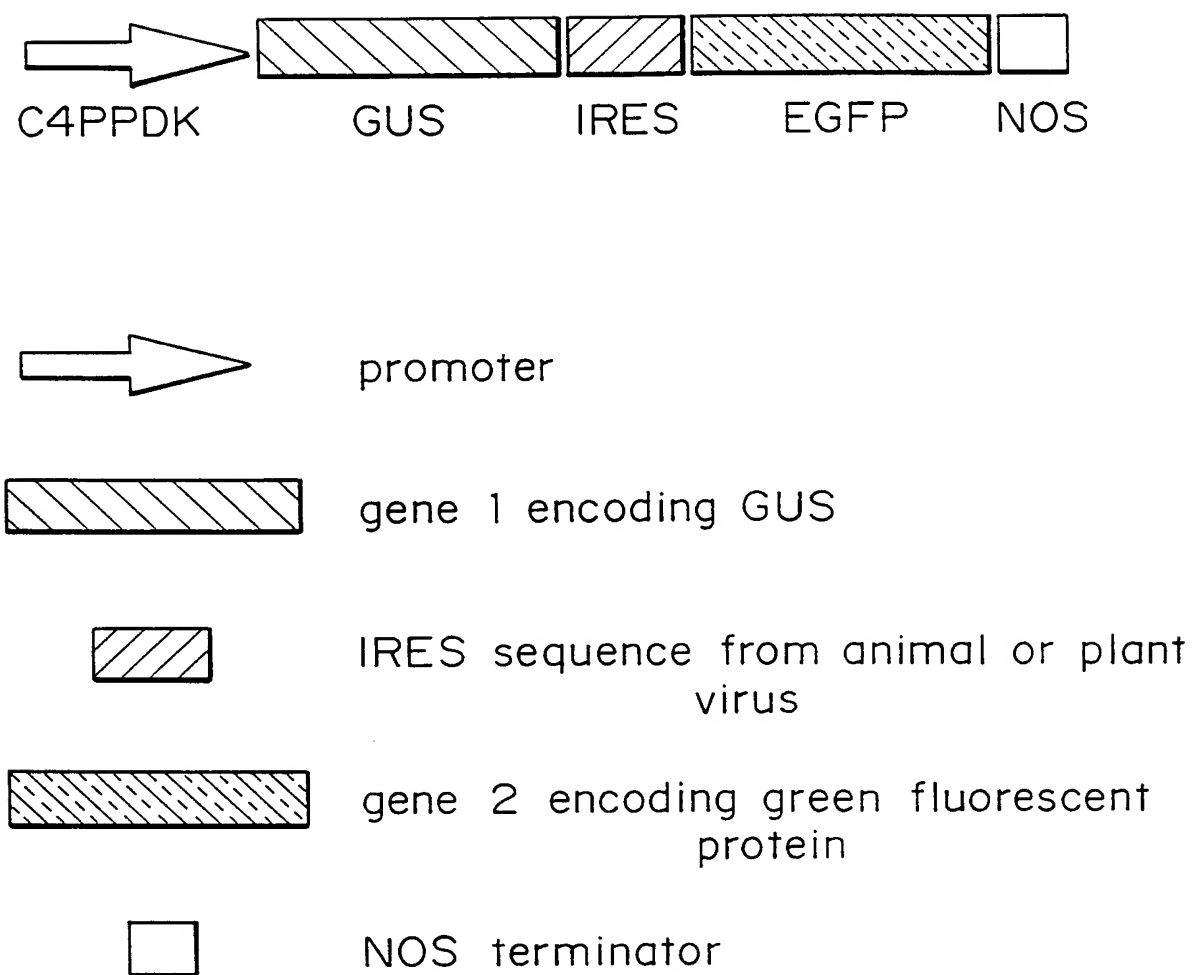 C4PPDK GUS IRES EGFP NOS
promoter
gene 1 encoding GUS
IRES sequence from animal or plant
virus
gene 2 encoding green fluorescent
protein
NOS terminator